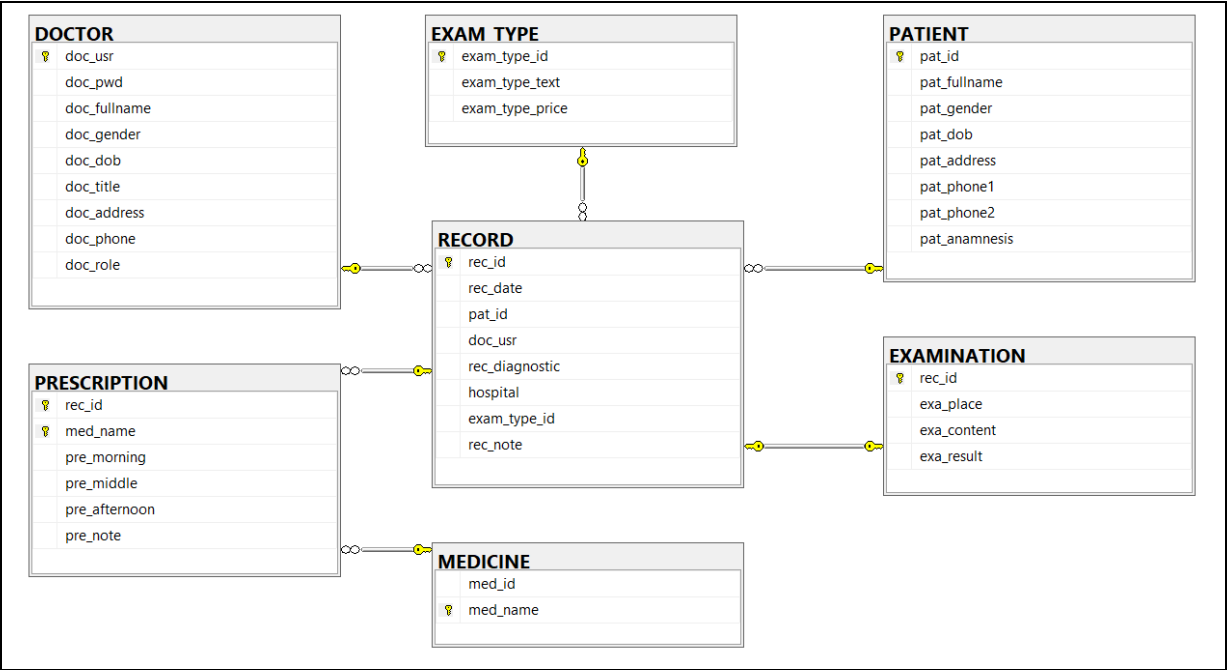 DOCTOR
doc_usr
doc_pwd
doc_fullname
doc_gender
doc_dob
doc_title
doc_address
doc_phone
doc_role
EXAM_TYPE
exam_type_id
exam_type_text
exam_type_price
PATIENT
pat_id
pat_fullname
pat_gender
pat_dob
pat_address
pat_phone1
pat_phone2
pat_anamnesis
RECORD
rec_id
rec_date
pat_id
doc_usr
rec_diagnostic
hospital
exam_type_id
rec_note
PRESCRIPTION
rec_id
med_name
pre_morning
pre_middle
pre_afternoon
pre_note
EXAMINATION
rec_id
exa_place
exa_content
exa_result
MEDICINE
med_id
med_name